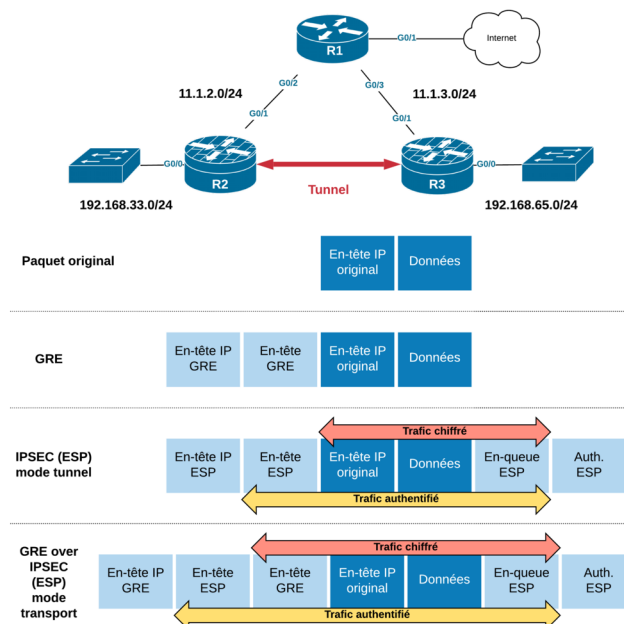 R1
G0/1
Internet
G0/2
G0/3
11.1.2.0/24
11.1.3.0/24
G0/1
G0/1
G0/0
R2
Tunnel
R3
G0/0
192.168.33.0/24
192.168.65.0/24
Paquet original
En-tête IP
original
Données
GRE
En-tête IP
GRE
En-tête
GRE
En-tête IP
original
Données
IPSEC (ESP)
mode tunnel
Trafic chiffré
En-tête IP
ESP
En-tête
ESP
En-tête IP
original
Données
En-queue
ESP
Auth.
ESP
Trafic authentifié
GRE over
IPSEC
(ESP)
mode
transport
Trafic chiffré
En-tête IP
GRE
En-tête
ESP
En-tête
GRE
En-tête IP
original
Données
En-queue
ESP
Auth.
ESP
Trafic authentifié